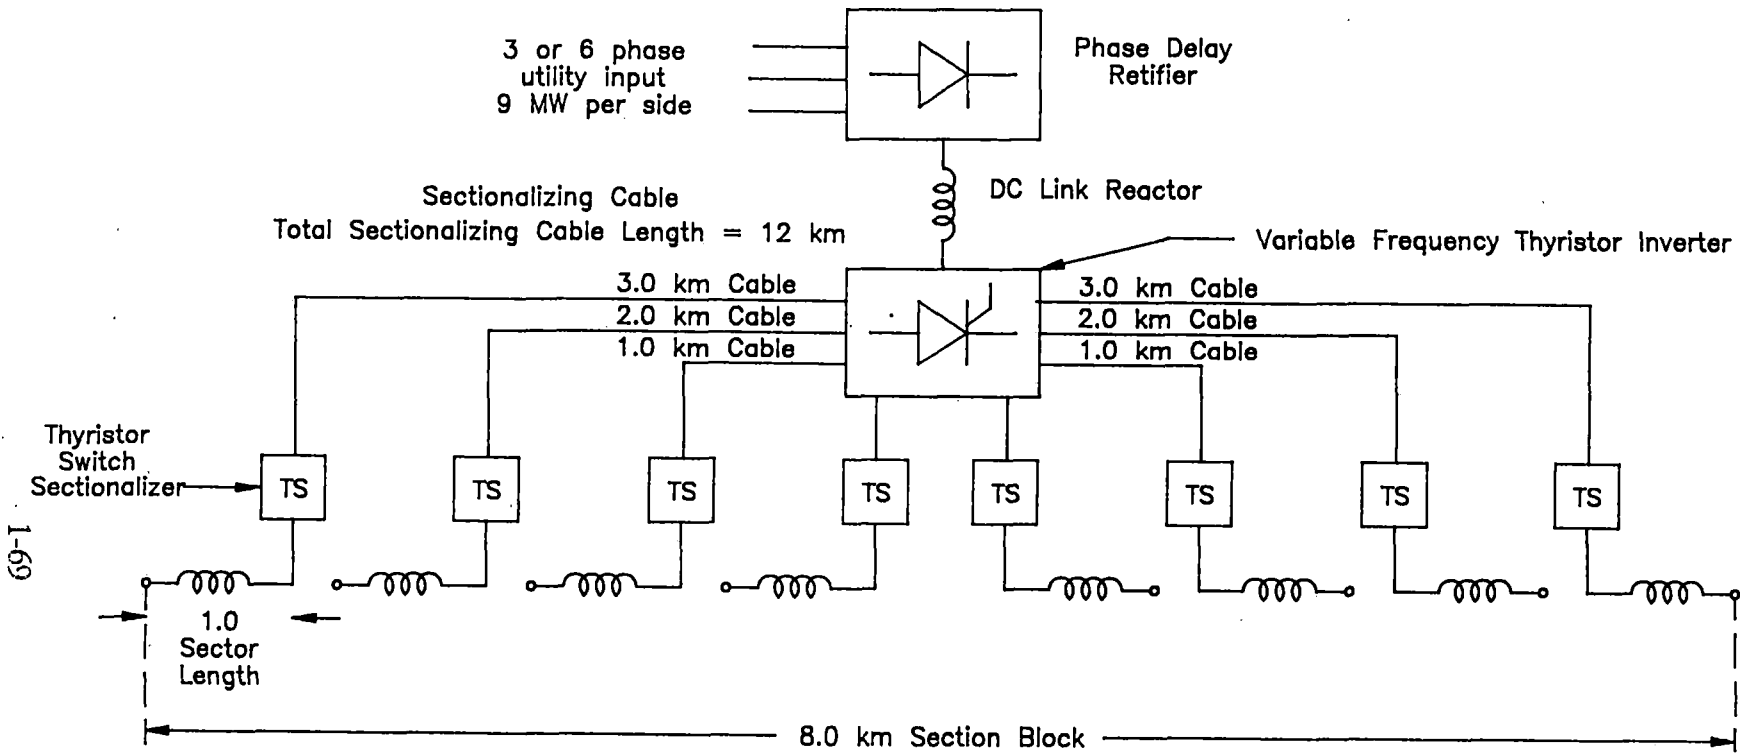 3 or 6 phase
utility input
9 MW per side
Phase Delay
Retifier
Sectionalizing Cable
Total Sectionalizing Cable Length = 12 km
DC Link Reactor
Variable Frequency Thyristor Inverter
3.0 km Cable
2.0 km Cable
1.0 km Cable
3.0 km Cable
2.0 km Cable
1.0 km Cable
Thyristor
Switch
Sectionalizer
TS
TS
TS
TS
TS
TS
TS
TS
1.0
Sector
Length
8.0 km Section Block
1-69